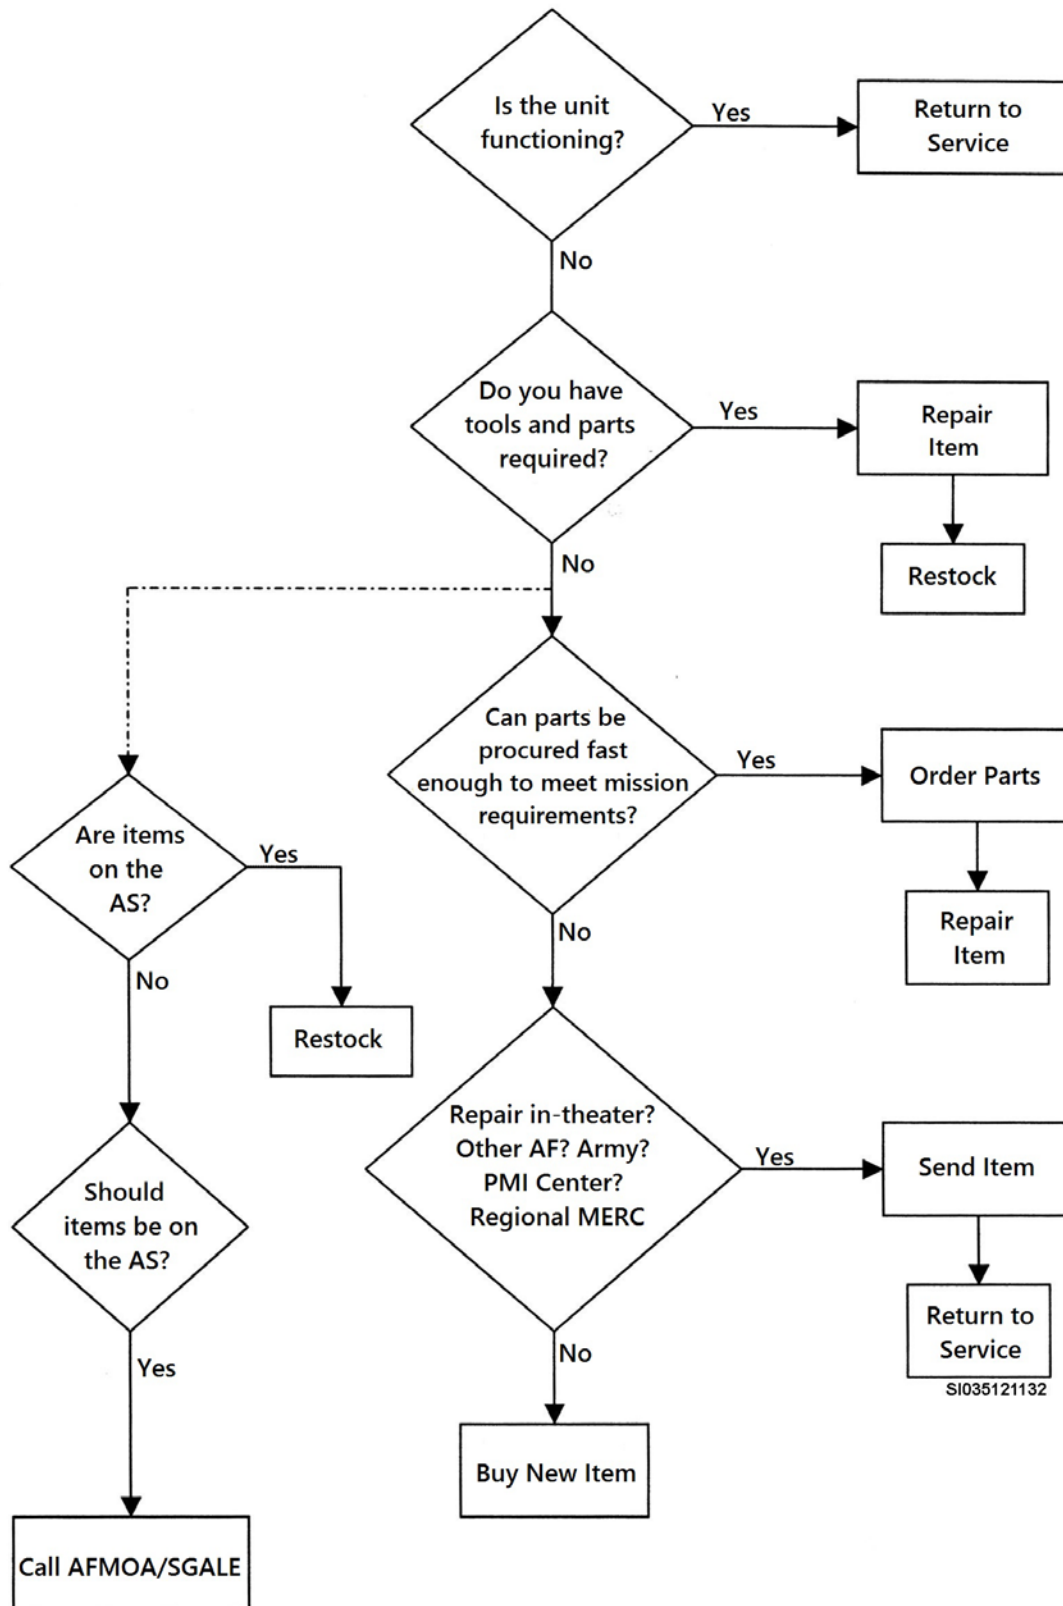 Is the unit
functioning?
Yes
Return to
Service
No
Do you have
tools and parts
required?
Yes
Repair
Item
Restock
No
Can parts be
procured fast
enough to meet mission
requirements?
Yes
Order Parts
Repair
Item
Are items
on the
AS?
Yes
Restock
No
No
Should
items be on
the AS?
Yes
Call AFMOA/SGALE
Repair in-theater?
Other AF? Army?
PMI Center?
Regional MERC
Yes
Send Item
Return to
Service
SI035121132
No
Buy New Item